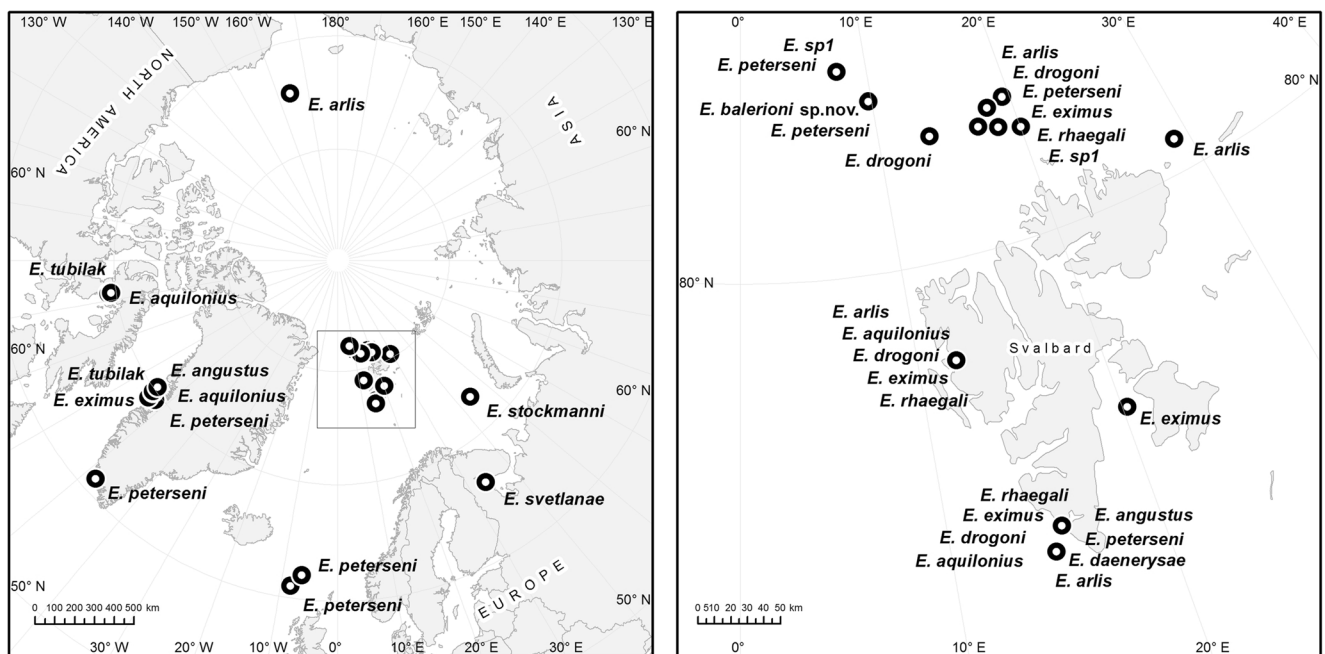 130° W 140° W 150° W 160° W 180° 160° E 150° E 140° E 130° E
NORTH AMERICA
ASIA
E. arlis
60° N
60° N
E. tubilak
E. aquilonius
60° N
E. tubilak
E. angustus
E. eximus
E. aquilonius
E. peterseni
60° N
E. stockmanni
E. peterseni
E. svetlanae
E. peterseni
E. peterseni
EUROPE
50° N
50° N
0 100 200 300 400 500 km
30° W 20° W 10° W 0° 10°E 20° E 30° E
0° 10° E 20° E 30° E 40° E
E. sp1
E. peterseni
E. arlis
E. drogoni
E. peterseni
E. eximus
80° N
E. balerioni sp.nov.
E. peterseni
E. rhaegali
E. sp1
E. drogoni
E. arlis
80° N
E. arlis
E. aquilonius
E. drogoni
E. eximus
E. rhaegali
Svalbard
E. eximus
E. rhaegali
E. eximus
E. drogoni
E. aquilonius
E. angustus
E. peterseni
E. daenerysae
E. arlis
0 510 20 30 40 50 km
0° 10° E 20° E